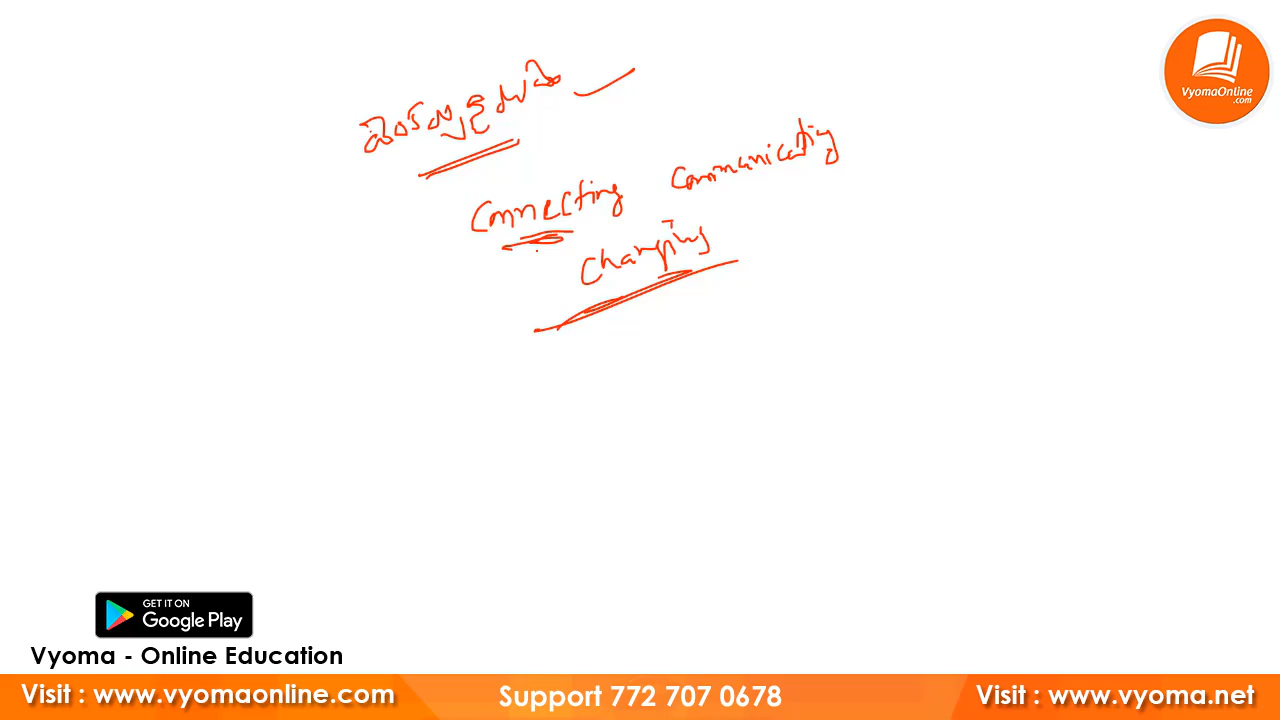 VyomaOnline
.com
Connecting Communicating
Changing
GET IT ON
Google Play
Vyoma - Online Education
Visit : www.vyomaonline.com Support 772 707 0678 Visit : www.vyoma.net